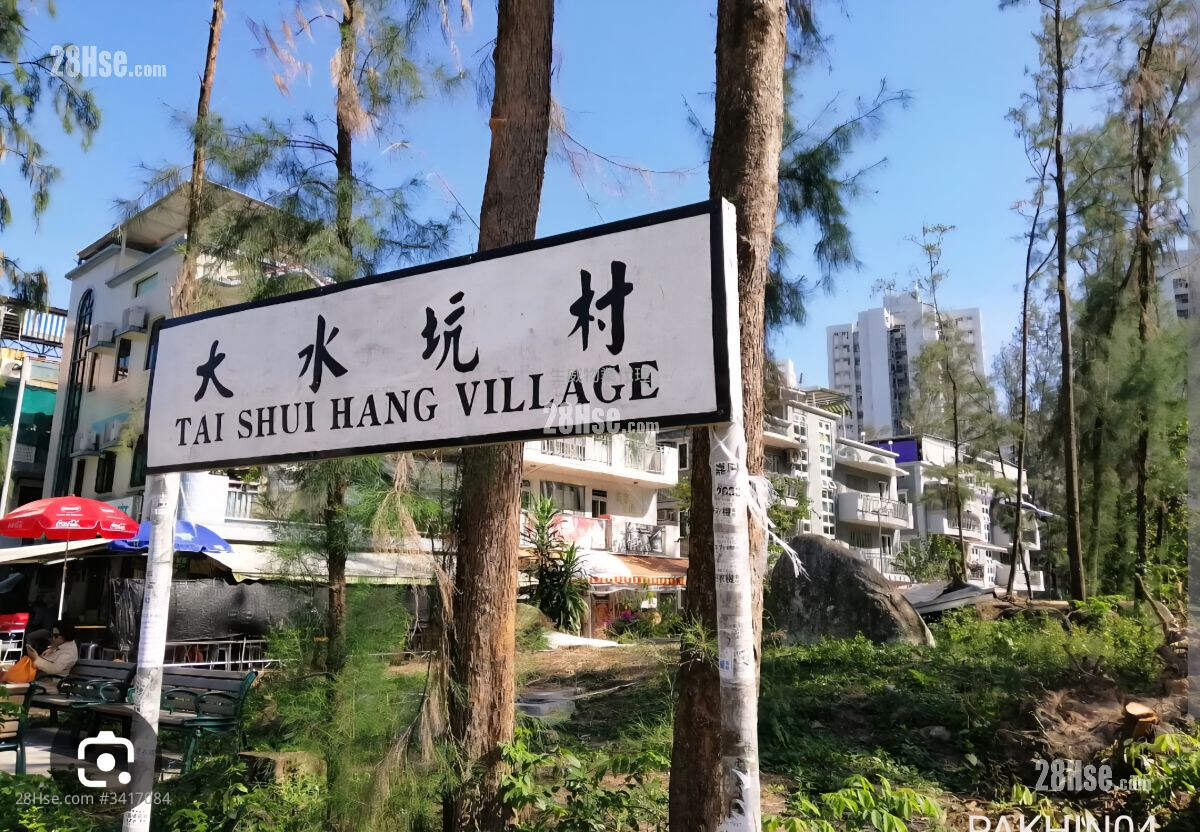 28Hse.com
大水坑村
TAI SHUI HANG VILLAGE
28Hse.com
Coca-Cola
28Hse.com
28Hse.com #3417084
PAKHIN04